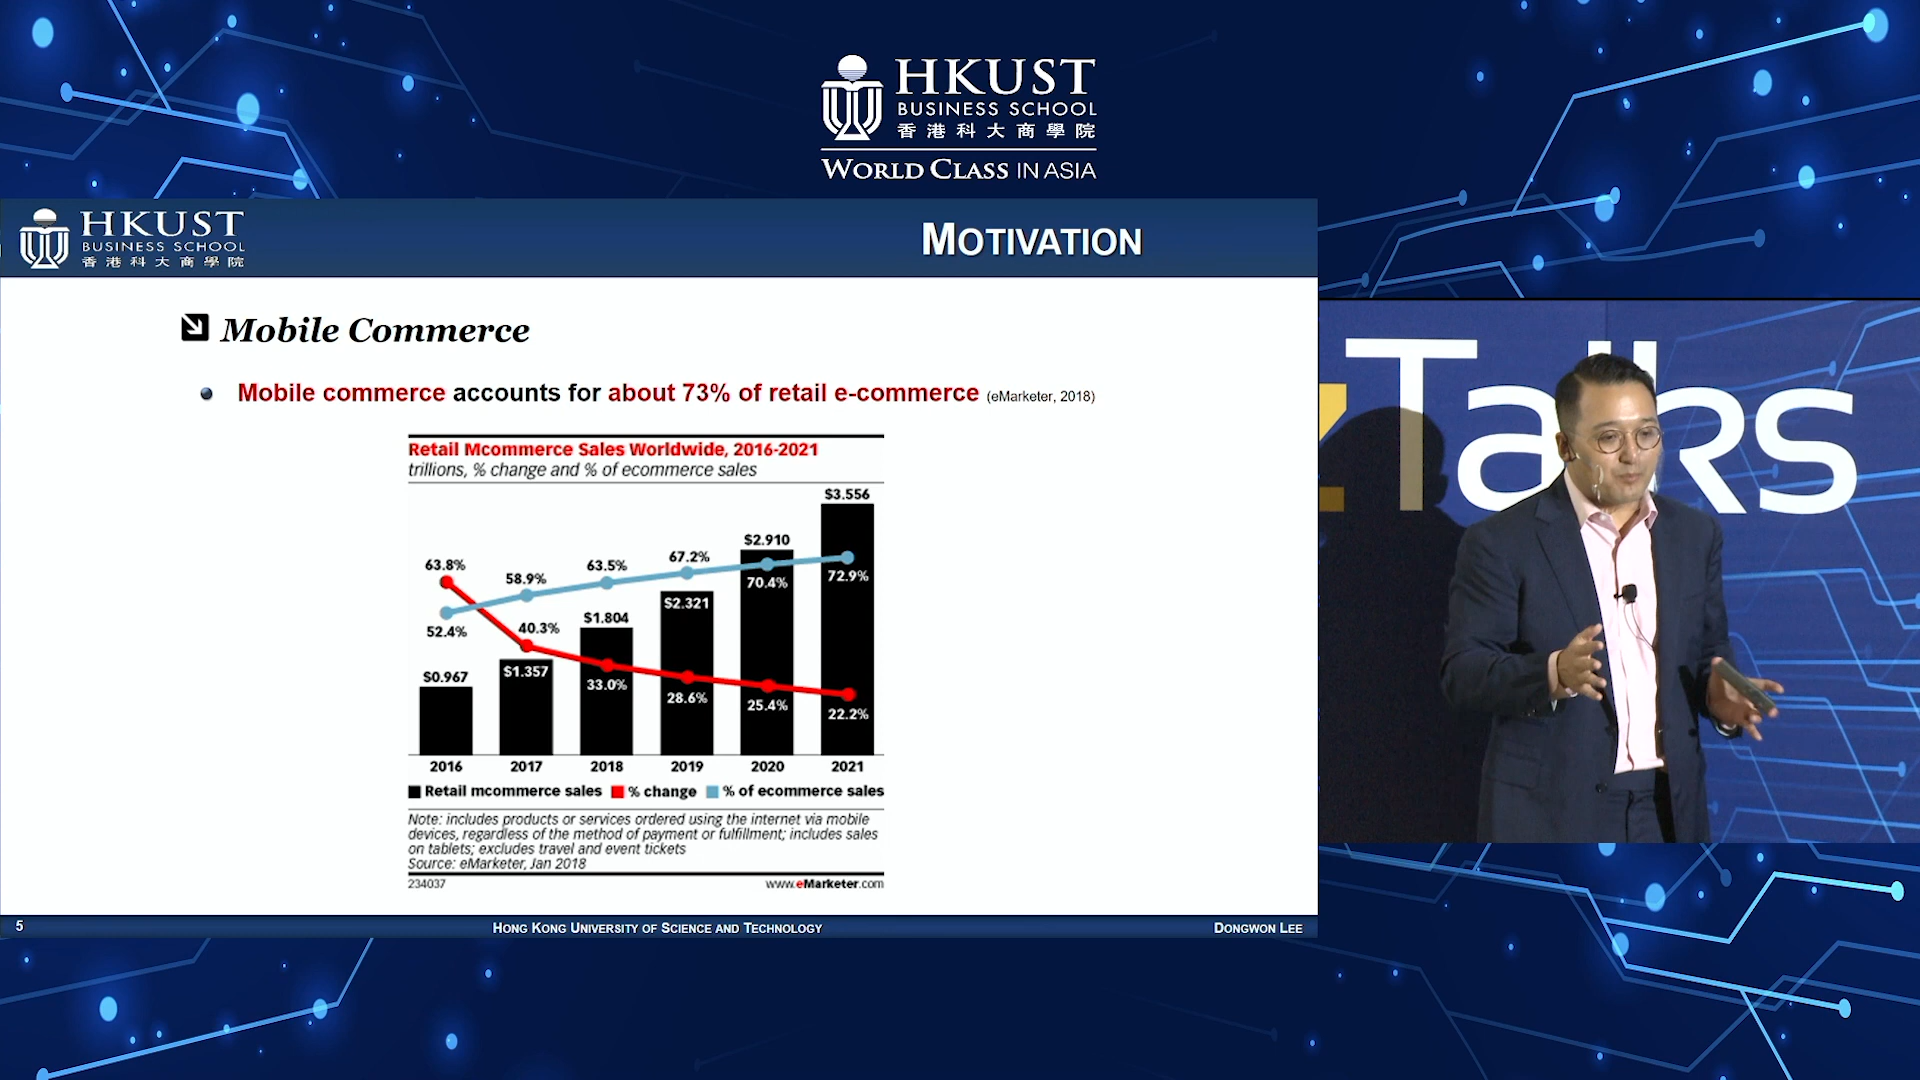 HKUST
BUSINESS SCHOOL
香港科大商學院
WORLD CLASS IN ASIA
HKUST
BUSINESS SCHOOL
香港科大商學院
MOTIVATION
Mobile Commerce
Mobile commerce accounts for about 73% of retail e-commerce (eMarketer, 2018)
Retail Mcommerce Sales Worldwide, 2016-2021
trillions, % change and % of ecommerce sales
$3.556
$2.910
63.8%
58.9%
63.5%
67.2%
70.4%
72.9%
$2.321
$1.804
52.4%
40.3%
$0.967
$1.357
33.0%
28.6%
25.4%
22.2%
2016 2017 2018 2019 2020 2021
Retail mcommerce sales % change % of ecommerce sales
Note: includes products or services ordered using the internet via mobile
devices, regardless of the method of payment or fulfillment; includes sales
on tablets; excludes travel and event tickets
Source: eMarketer, Jan 2018
234037 www.eMarketer.com
5 HONG KONG UNIVERSITY OF SCIENCE AND TECHNOLOGY DONGWON LEE